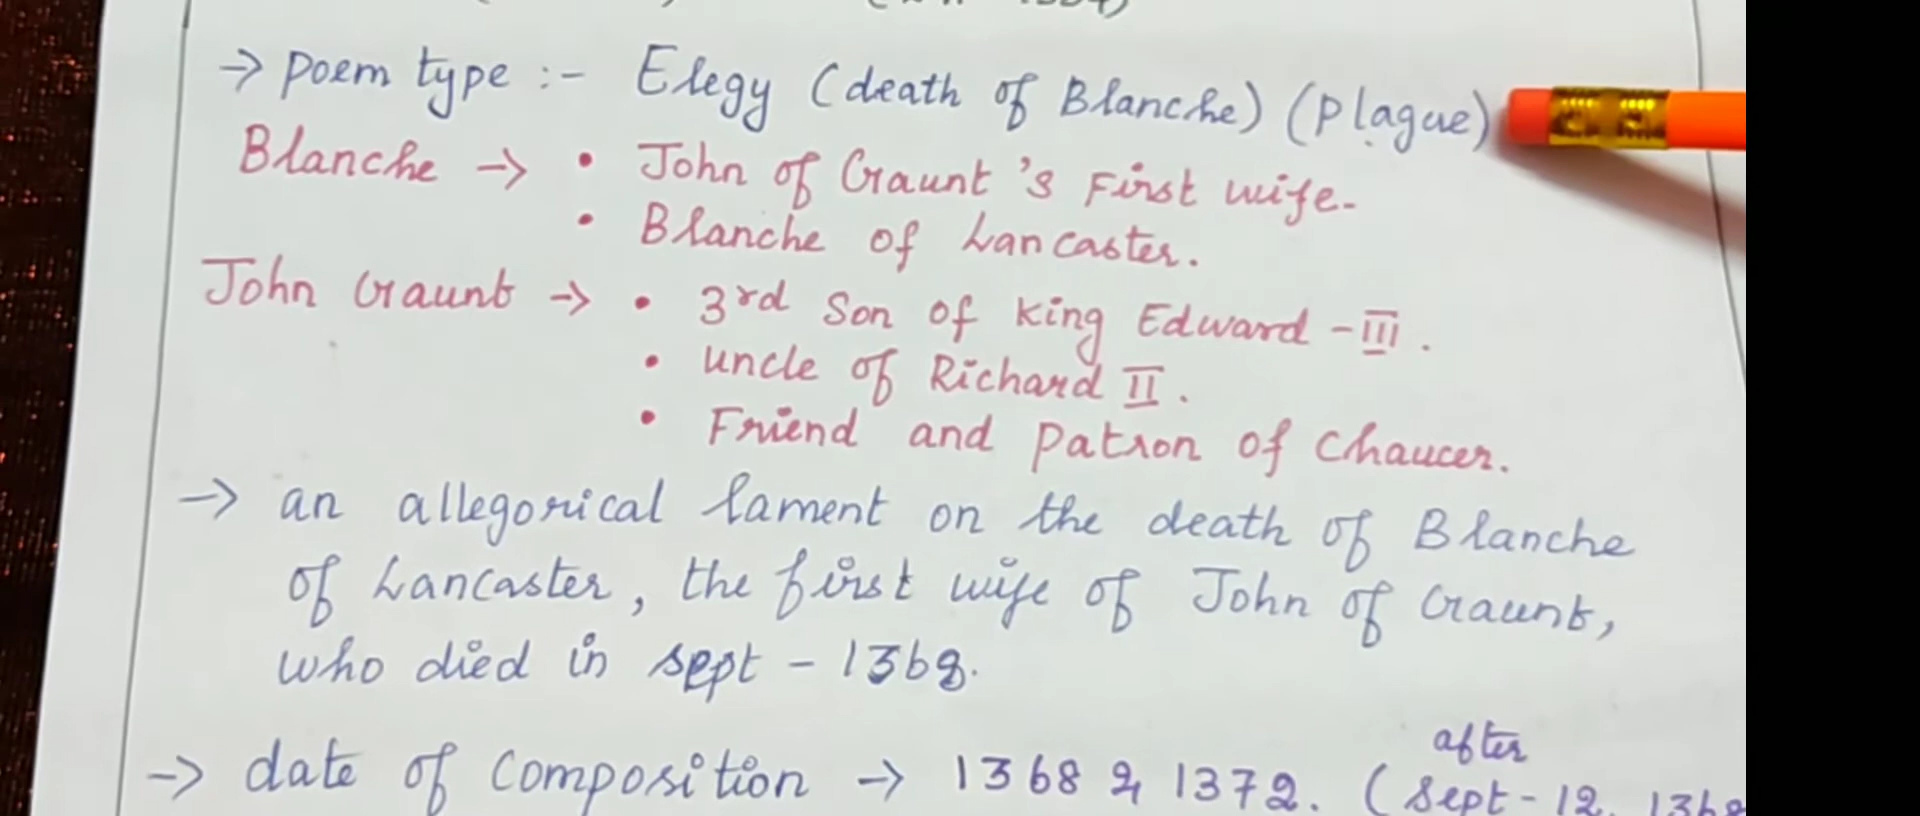 → Poem type :- Elegy (death of Blanche) (Plague)
Blanche → • John of Graunt's First wife.
• Blanche of Lancaster.
John Graunt → • 3rd Son of King Edward - III.
• uncle of Richard II.
• Friend and Patron of Chaucer.
→ an allegorical lament on the death of Blanche
of Lancaster, the first wife of John of Graunt,
who died in sept - 1368.
after
→ date of Composition → 1368 & 1372. (Sept - 12, 1368